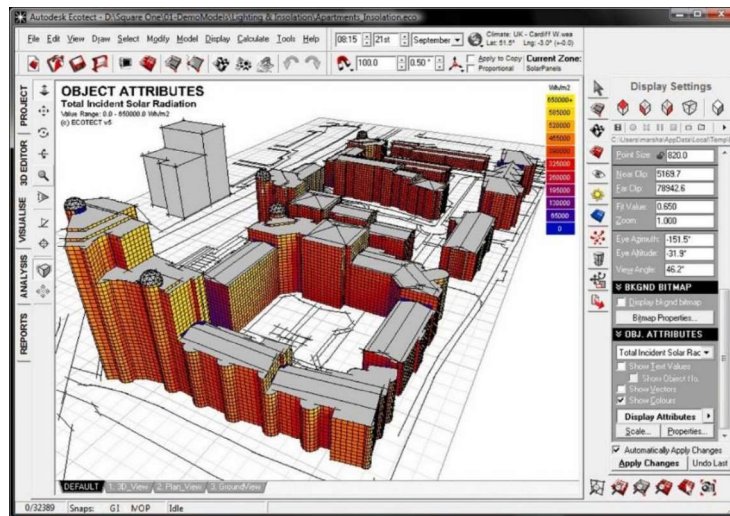 Autodesk Ecotect - D:\Square One\01-DemoModels\Lighting & Insolation\Apartments_Insolation.eco
File Edit View Draw Select Modify Model Display Calculate Tools Help
08:15 21st September
Climate: UK - Cardiff W.wea
Lat: 51.5° Lng: -3.0° (+-0.0)
100.0 0.50°
Apply to Copy
Proportional
Current Zone:
SolarPanels
PROJECT
3D EDITOR
VISUALISE
ANALYSIS
REPORTS
OBJECT ATTRIBUTES
Total Incident Solar Radiation
Value Range: 0.0 - 650000.0 Wh/m2
(c) ECOTECT v5
Wh/m2
650000+
585000
520000
455000
390000
325000
260000
195000
130000
65000
0
DEFAULT 1. 3D_View 2. Plan_View 3. GroundView
Display Settings
Point Size: 820.0
Near Clip: 5169.7
Far Clip: 78942.6
Fit Value: 0.650
Zoom: 1.000
Eye Azimuth: -151.5°
Eye Altitude: -31.9°
View Angle: 46.2°
BKGND BITMAP
Display bkgnd bitmap
Bitmap Properties...
OBJ. ATTRIBUTES
Total Incident Solar Rac
Show Text Values
Show Object No.
Show Vectors
Show Colours
Display Attributes
Scale... Properties...
Automatically Apply Changes
Apply Changes Undo Last
0/32389 Snaps: GI MOP Idle